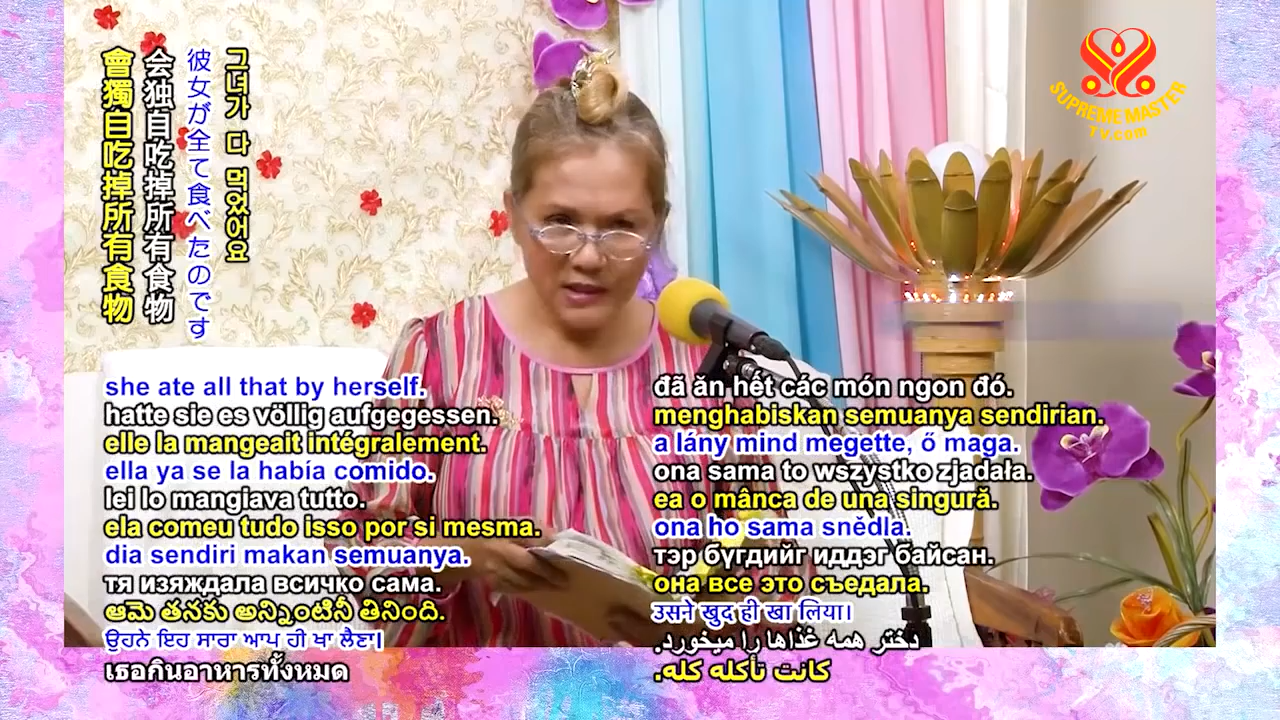 그녀가 다 먹었어요
彼女が全て食べたのです
会独自吃掉所有食物
會獨自吃掉所有食物
SUPREME MASTER
TV.com
she ate all that by herself.
hatte sie es völlig aufgegessen.
elle la mangeait intégralement.
ella ya se la había comido.
lei lo mangiava tutto.
ela comeu tudo isso por si mesma.
dia sendiri makan semuanya.
тя изяждала всичко сама.
ఆమె తనకు అన్నింటినీ తినింది.
ਉਹਨੇ ਇਹ ਸਾਰਾ ਆਪ ਹੀ ਖਾ ਲੈਣਾ।
เธอกินอาหารทั้งหมด
đã ăn hết các món ngon đó.
menghabiskan semuanya sendirian.
a lány mind megette, ő maga.
ona sama to wszystko zjadała.
ea o mânca de una singură.
ona ho sama snědla.
тэр бүгдийг иддэг байсан.
она все это съедала.
उसने खुद ही खा लिया।
دختر همه غذاها را میخورد.
كانت تأكله كله.